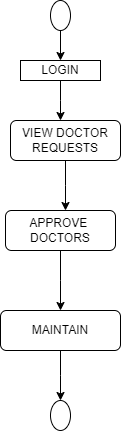 LOGIN
VIEW DOCTOR
REQUESTS
APPROVE
DOCTORS
MAINTAIN